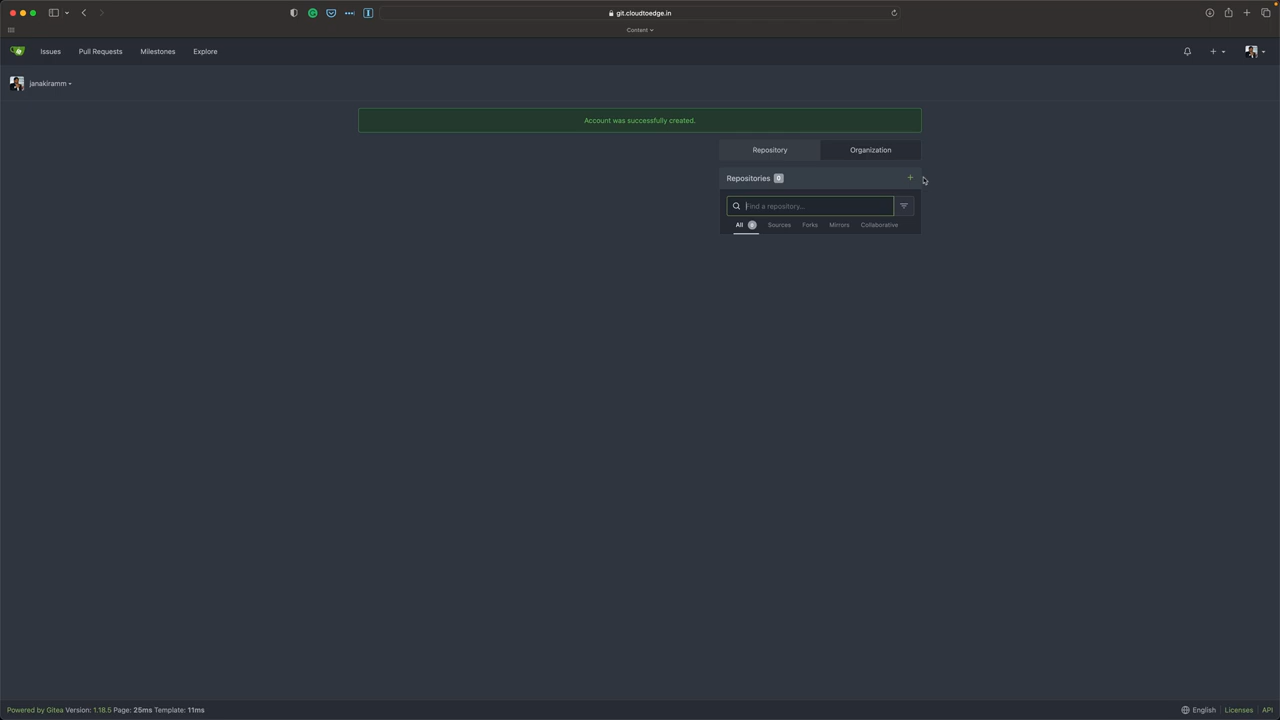 git.cloudtoedge.in
Content
Issues
Pull Requests
Milestones
Explore
janakiramm
Account was successfully created.
Repository
Organization
Repositories 0
Find a repository...
All 0
Sources
Forks
Mirrors
Collaborative
Powered by Gitea Version: 1.18.5 Page: 25ms Template: 11ms
English
Licenses
API